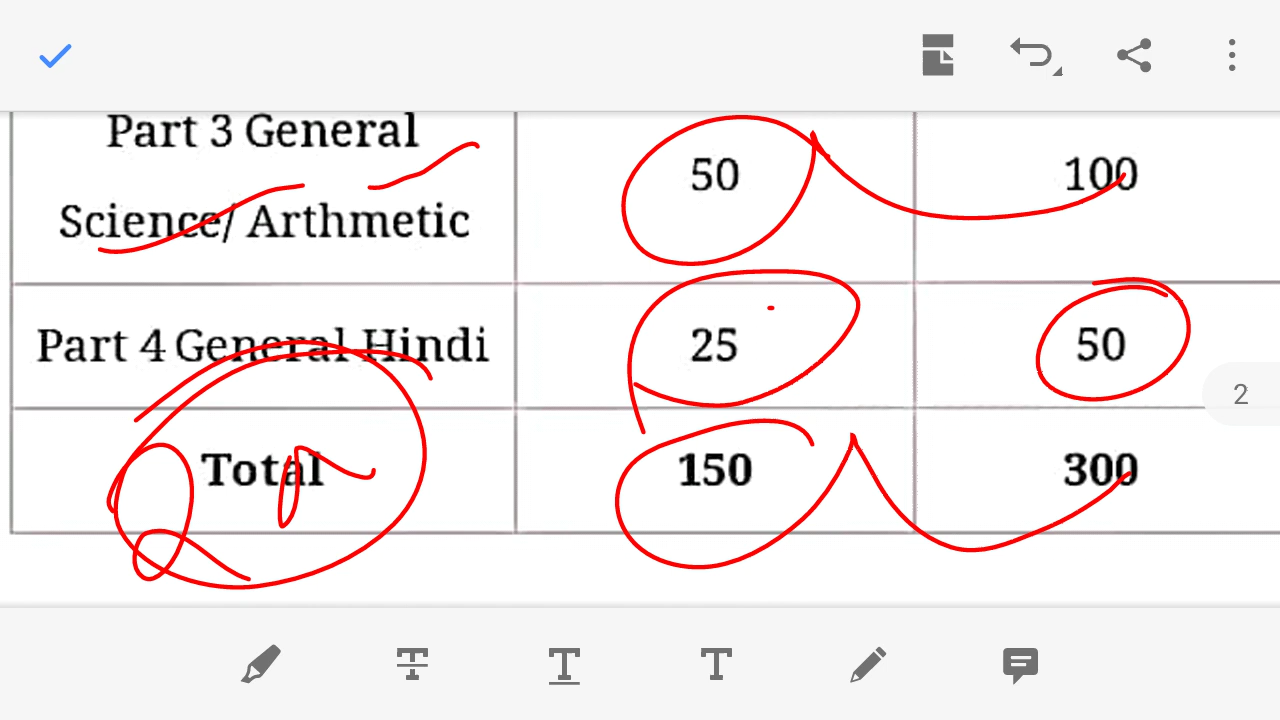 Part 3 General
Science/ Arthmetic
50
100
Part 4 General Hindi
25
50
2
Total
150
300